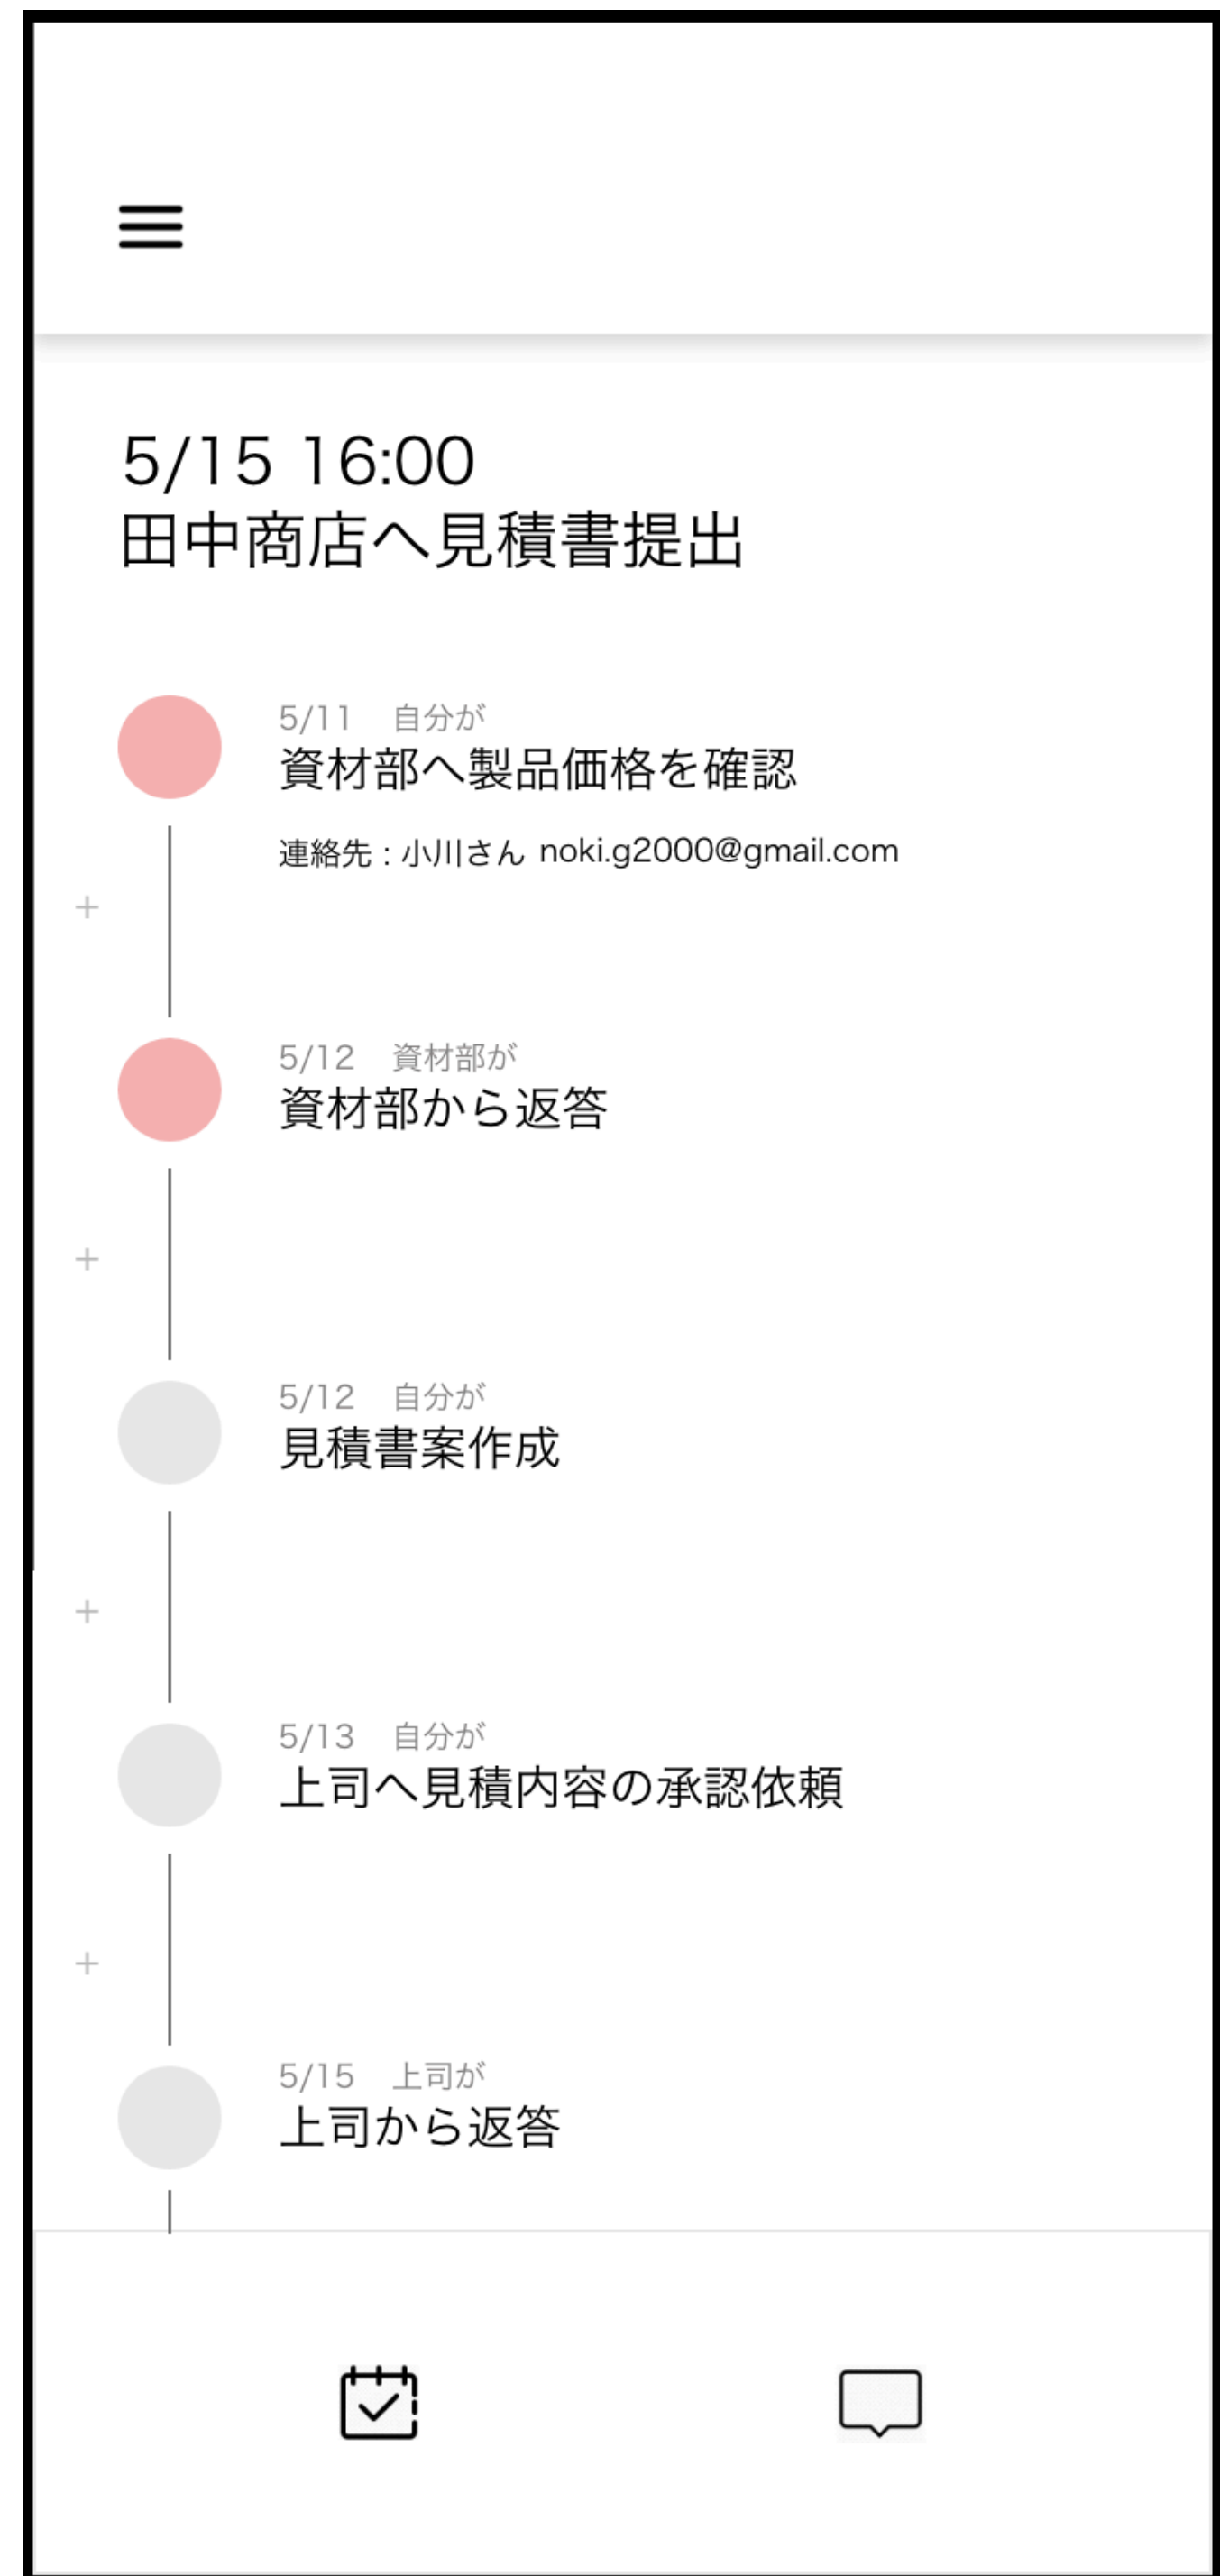 5/15 16:00
田中商店へ見積書提出
5/11　自分が
資材部へ製品価格を確認
連絡先：小川さん noki.g2000@gmail.com
+
5/12　資材部が
資材部から返答
+
5/12　自分が
見積書案作成
+
5/13　自分が
上司へ見積内容の承認依頼
+
5/15　上司が
上司から返答